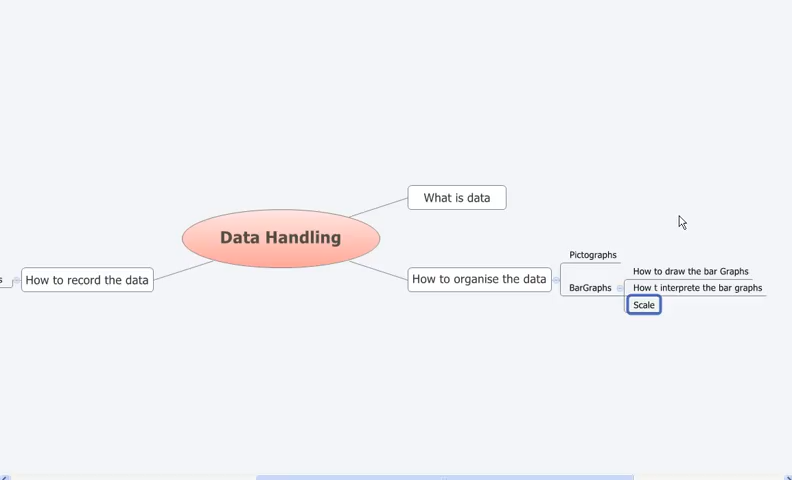 What is data
Data Handling
How to record the data
How to organise the data
Pictographs
BarGraphs
How to draw the bar Graphs
How t interprete the bar graphs
Scale